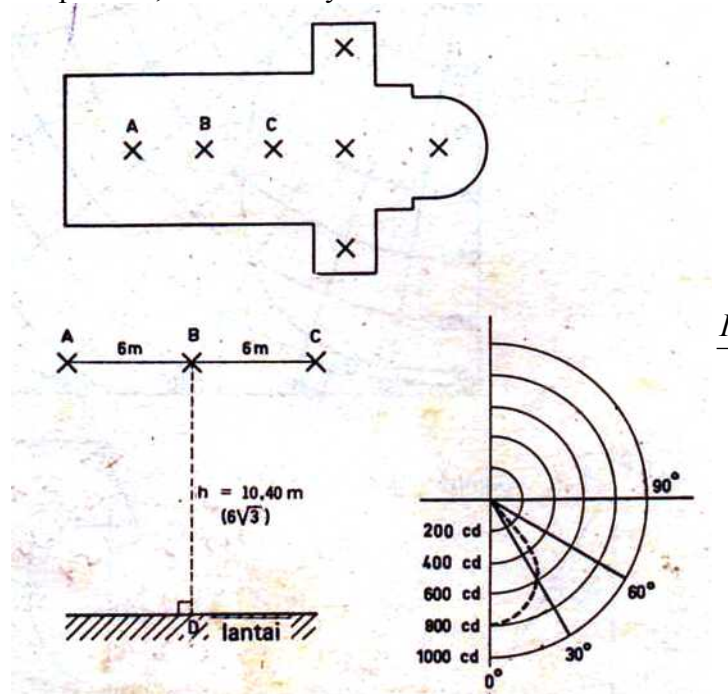 A B C
A B C
6m 6m
h = 10,40 m
(6√3)
D lantai
90°
200 cd
400 cd
600 cd
800 cd
1000 cd
60°
30°
0°